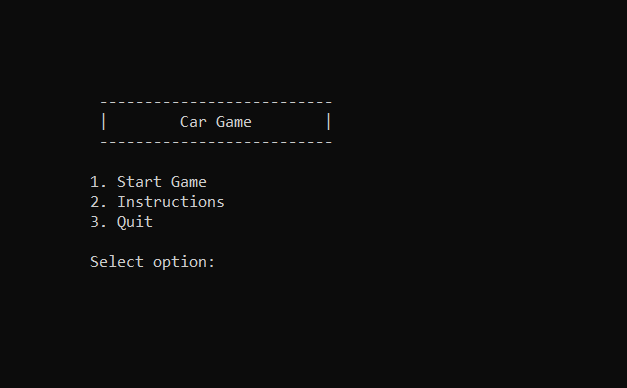 --------------------------
|        Car Game        |
--------------------------
1. Start Game
2. Instructions
3. Quit
Select option: